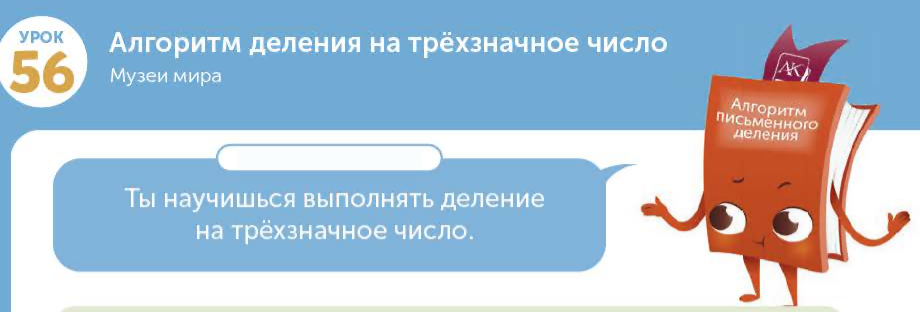 УРОК
56
Алгоритм деления на трёхзначное число
Музеи мира
АК
Алгоритм
письменного
деления
Ты научишься выполнять деление
на трёхзначное число.